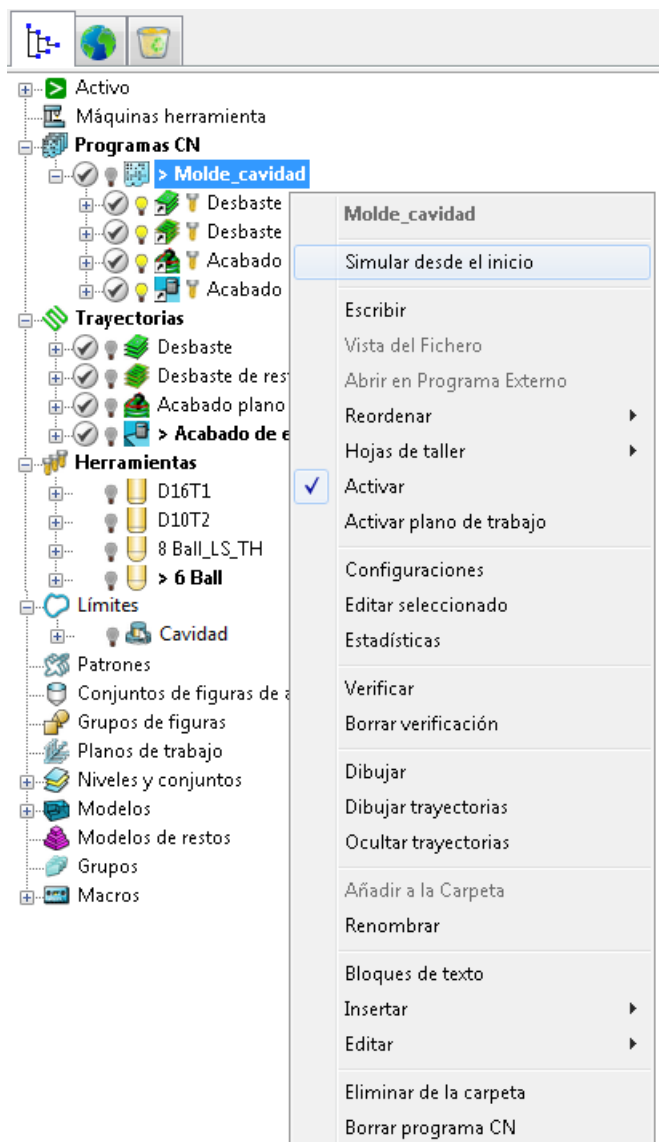 Activo
Máquinas herramienta
Programas CN
> Molde_cavidad
Desbaste
Desbaste
Acabado
Acabado
Trayectorias
Desbaste
Desbaste de res
Acabado plano
> Acabado de e
Herramientas
D16T1
D10T2
8 Ball_LS_TH
> 6 Ball
Límites
Cavidad
Patrones
Conjuntos de figuras de a
Grupos de figuras
Planos de trabajo
Niveles y conjuntos
Modelos
Modelos de restos
Grupos
Macros
Molde_cavidad
Simular desde el inicio
Escribir
Vista del Fichero
Abrir en Programa Externo
Reordenar
Hojas de taller
Activar
Activar plano de trabajo
Configuraciones
Editar seleccionado
Estadísticas
Verificar
Borrar verificación
Dibujar
Dibujar trayectorias
Ocultar trayectorias
Añadir a la Carpeta
Renombrar
Bloques de texto
Insertar
Editar
Eliminar de la carpeta
Borrar programa CN